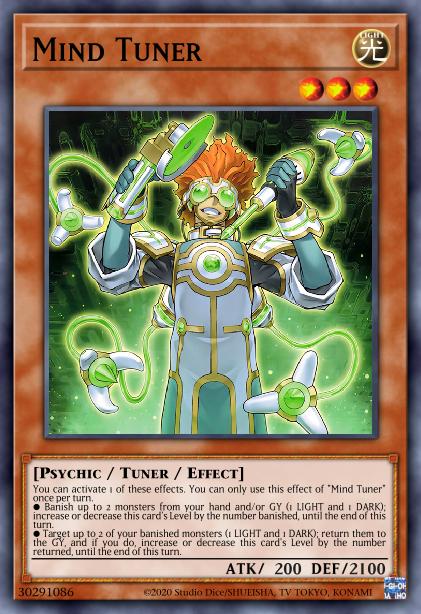 MIND TUNER
LIGHT
光
[PSYCHIC / TUNER / EFFECT]
You can activate 1 of these effects. You can only use this effect of "Mind Tuner"
once per turn.
● Banish up to 2 monsters from your hand and/or GY (1 LIGHT and 1 DARK);
increase or decrease this card's Level by the number banished, until the end of this
turn.
● Target up to 2 of your banished monsters (1 LIGHT and 1 DARK); return them to
the GY, and if you do, increase or decrease this card's Level by the number
returned, until the end of this turn.
ATK/ 200 DEF/2100
30291086
©2020 Studio Dice/SHUEISHA, TV TOKYO, KONAMI